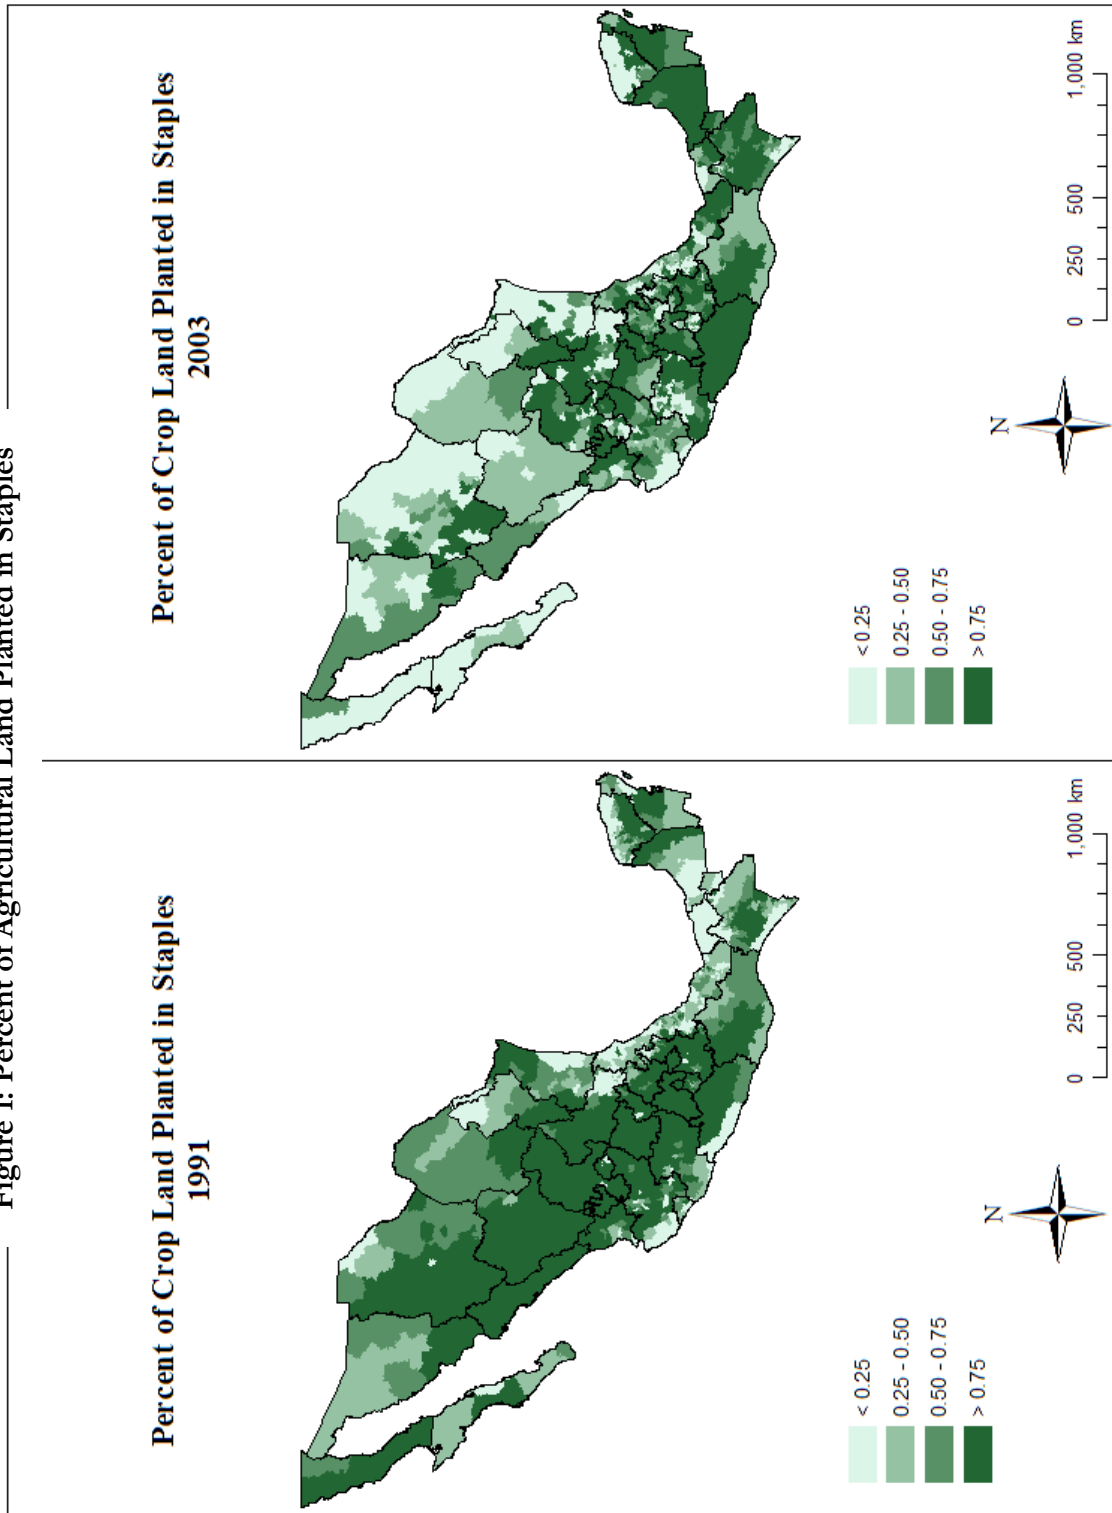 Figure 1: Percent of Agricultural Land Planted in Staples
Percent of Crop Land Planted in Staples
1991
< 0.25
0.25 - 0.50
0.50 - 0.75
> 0.75
N
0 250 500 1,000 km
Percent of Crop Land Planted in Staples
2003
< 0.25
0.25 - 0.50
0.50 - 0.75
> 0.75
N
0 250 500 1,000 km